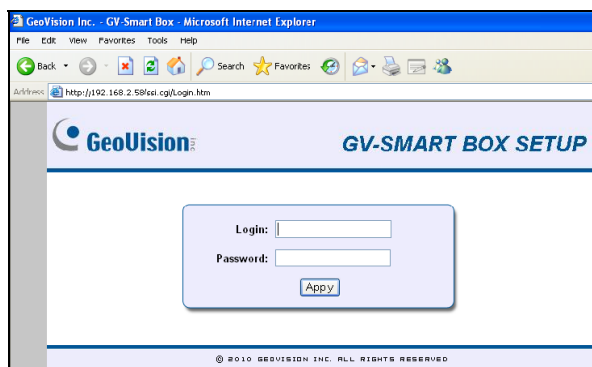 GeoVision Inc. - GV-Smart Box - Microsoft Internet Explorer
File Edit View Favorites Tools Help
Back Search Favorites
Address http://192.168.2.58/ssi.cgi/Login.htm
GeoVision Inc. GV-SMART BOX SETUP
Login:
Password:
Appy
© 2010 GEOVISION INC. ALL RIGHTS RESERVED